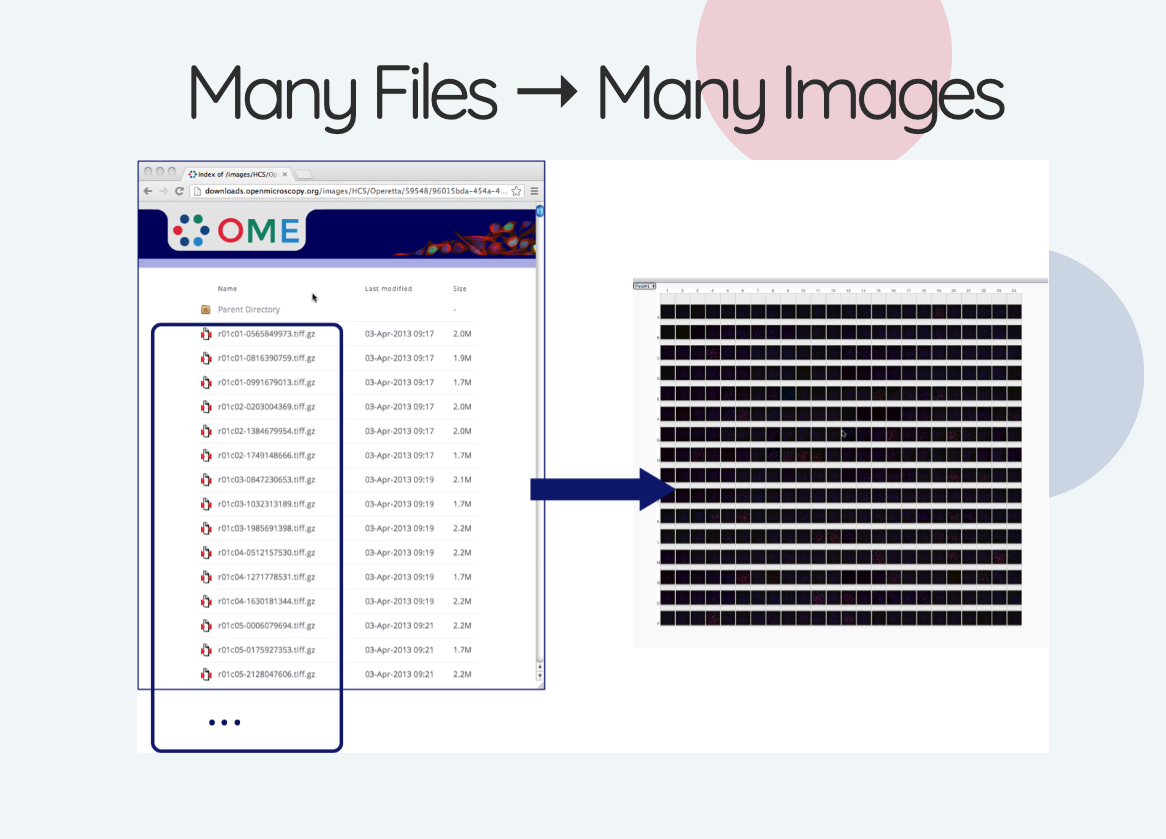 Many Files → Many Images
Index of /images/HCS/Op
downloads.openmicroscopy.org/images/HCS/Operetta/59548/96015bda-454a-4...
OME
Name Last modified Size
Parent Directory -
r01c01-0565849973.tiff.gz 03-Apr-2013 09:17 2.0M
r01c01-0816390759.tiff.gz 03-Apr-2013 09:17 1.9M
r01c01-0991679013.tiff.gz 03-Apr-2013 09:17 1.7M
r01c02-0203004369.tiff.gz 03-Apr-2013 09:17 2.0M
r01c02-1384679954.tiff.gz 03-Apr-2013 09:17 2.0M
r01c02-1749148666.tiff.gz 03-Apr-2013 09:17 1.7M
r01c03-0847230653.tiff.gz 03-Apr-2013 09:19 2.1M
r01c03-1032313189.tiff.gz 03-Apr-2013 09:19 1.7M
r01c03-1985691398.tiff.gz 03-Apr-2013 09:19 2.2M
r01c04-0512157530.tiff.gz 03-Apr-2013 09:19 2.2M
r01c04-1271778531.tiff.gz 03-Apr-2013 09:19 1.7M
r01c04-1630181344.tiff.gz 03-Apr-2013 09:19 2.2M
r01c05-0006079694.tiff.gz 03-Apr-2013 09:21 2.2M
r01c05-0175927353.tiff.gz 03-Apr-2013 09:21 1.7M
r01c05-2128047606.tiff.gz 03-Apr-2013 09:21 2.2M
...
Field#1
1 2 3 4 5 6 7 8 9 10 11 12 13 14 15 16 17 18 19 20 21 22 23 24